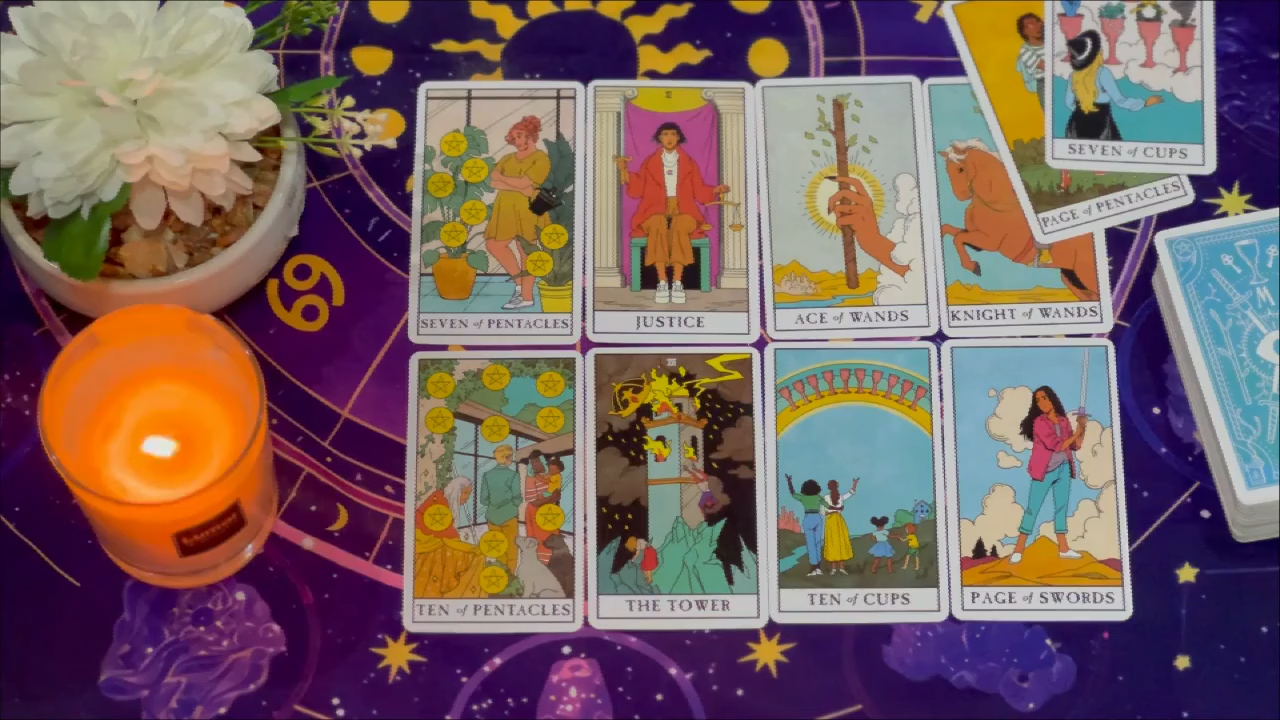 SEVEN of CUPS
PAGE of PENTACLES
SEVEN of PENTACLES
JUSTICE
ACE of WANDS
KNIGHT of WANDS
TEN of PENTACLES
THE TOWER
TEN of CUPS
PAGE of SWORDS